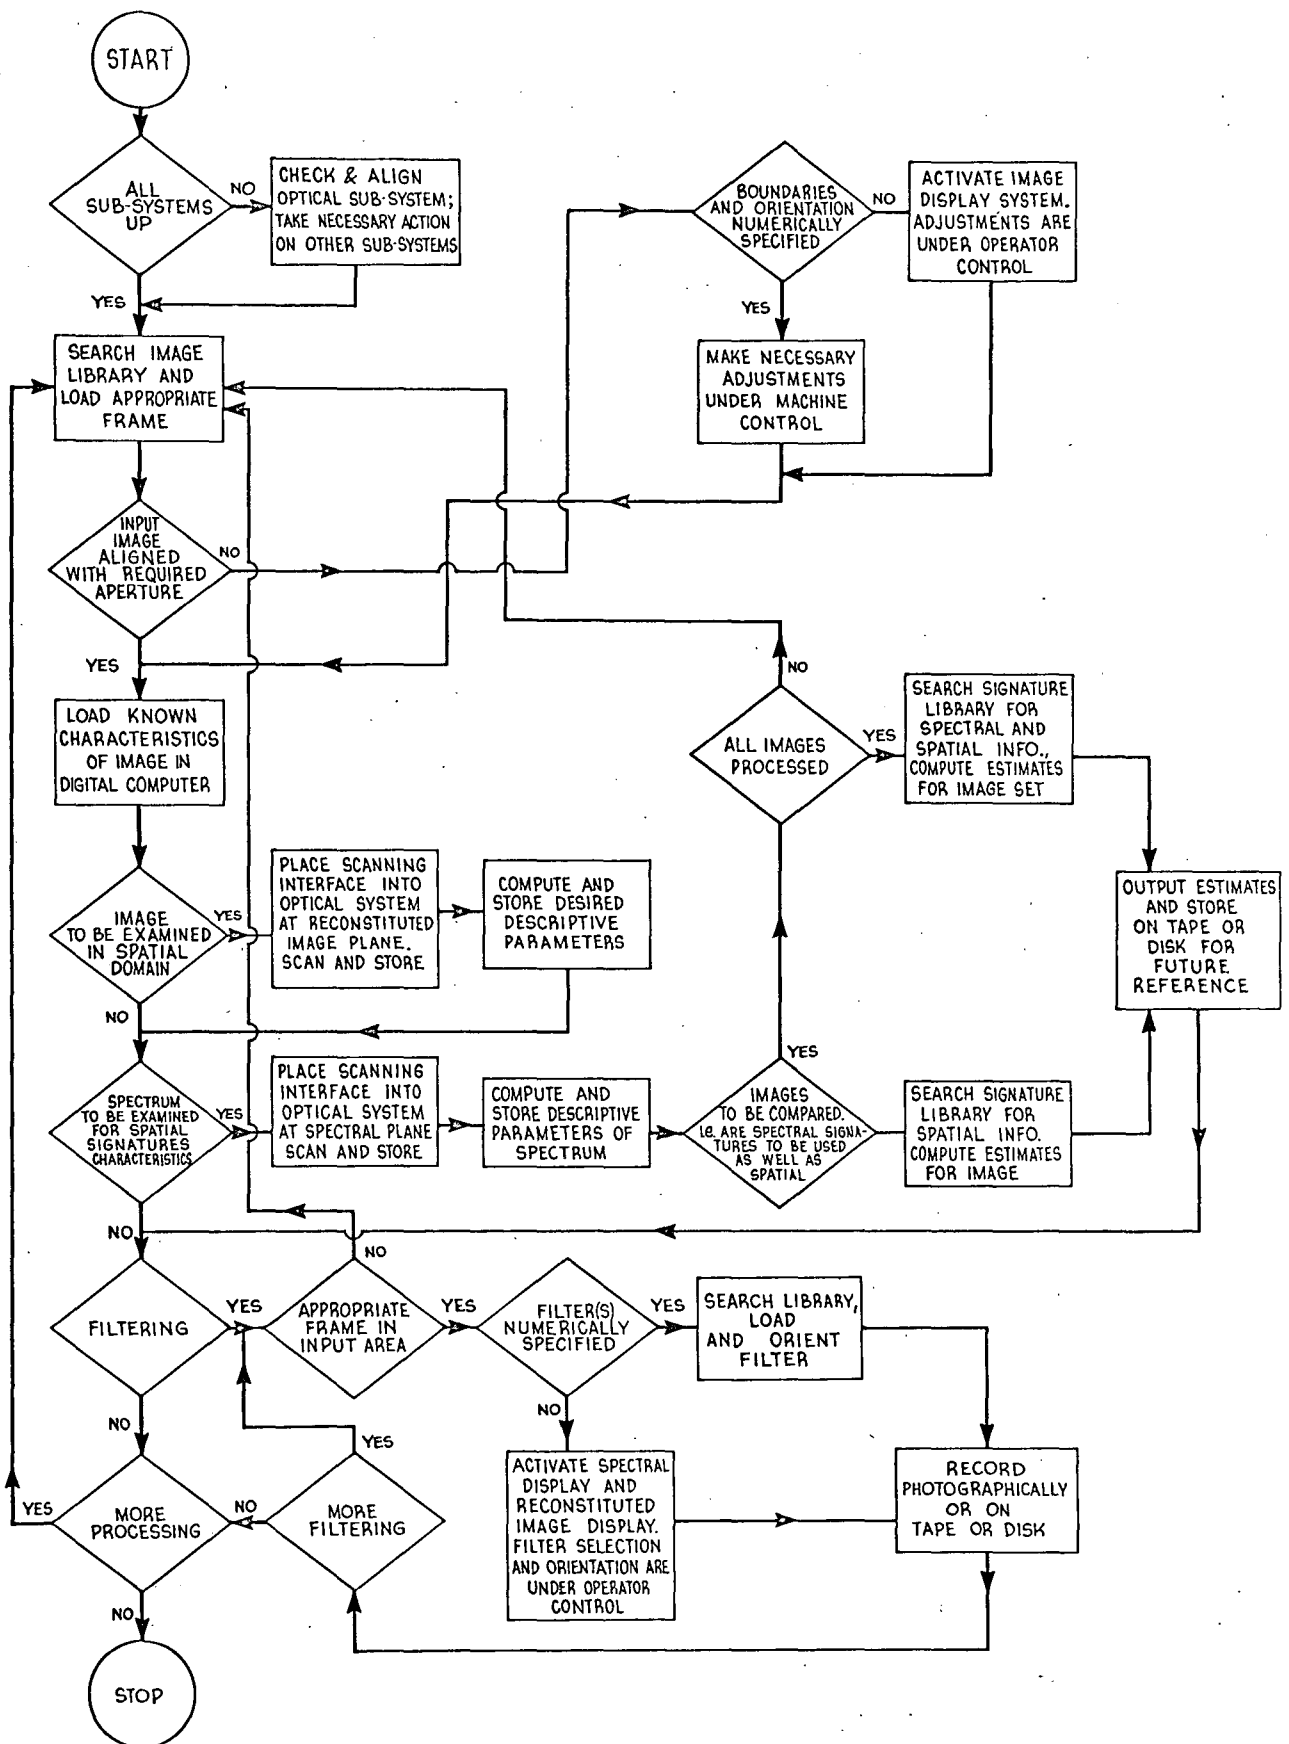 START
ALL
SUB-SYSTEMS
UP
NO
CHECK & ALIGN
OPTICAL SUB-SYSTEM;
TAKE NECESSARY ACTION
ON OTHER SUB-SYSTEMS
YES
BOUNDARIES
AND ORIENTATION
NUMERICALLY
SPECIFIED
NO
ACTIVATE IMAGE
DISPLAY SYSTEM.
ADJUSTMENTS ARE
UNDER OPERATOR
CONTROL
YES
MAKE NECESSARY
ADJUSTMENTS
UNDER MACHINE
CONTROL
SEARCH IMAGE
LIBRARY AND
LOAD APPROPRIATE
FRAME
INPUT
IMAGE
ALIGNED
WITH REQUIRED
APERTURE
NO
YES
LOAD KNOWN
CHARACTERISTICS
OF IMAGE IN
DIGITAL COMPUTER
NO
ALL IMAGES
PROCESSED
YES
SEARCH SIGNATURE
LIBRARY FOR
SPECTRAL AND
SPATIAL INFO.,
COMPUTE ESTIMATES
FOR IMAGE SET
IMAGE
TO BE EXAMINED
IN SPATIAL
DOMAIN
YES
PLACE SCANNING
INTERFACE INTO
OPTICAL SYSTEM
AT RECONSTITUTED
IMAGE PLANE.
SCAN AND STORE
COMPUTE AND
STORE DESIRED
DESCRIPTIVE
PARAMETERS
OUTPUT ESTIMATES
AND STORE
ON TAPE OR
DISK FOR
FUTURE
REFERENCE
NO
SPECTRUM
TO BE EXAMINED
FOR SPATIAL
SIGNATURES
CHARACTERISTICS
YES
PLACE SCANNING
INTERFACE INTO
OPTICAL SYSTEM
AT SPECTRAL PLANE
SCAN AND STORE
COMPUTE AND
STORE DESCRIPTIVE
PARAMETERS OF
SPECTRUM
YES
IMAGES
TO BE COMPARED.
i.e. ARE SPECTRAL SIGNA-
TURES TO BE USED
AS WELL AS
SPATIAL
SEARCH SIGNATURE
LIBRARY FOR
SPATIAL INFO.
COMPUTE ESTIMATES
FOR IMAGE
NO
FILTERING
YES
NO
APPROPRIATE
FRAME IN
INPUT AREA
YES
FILTER(S)
NUMERICALLY
SPECIFIED
YES
SEARCH LIBRARY,
LOAD
AND ORIENT
FILTER
NO
NO
ACTIVATE SPECTRAL
DISPLAY AND
RECONSTITUTED
IMAGE DISPLAY.
FILTER SELECTION
AND ORIENTATION ARE
UNDER OPERATOR
CONTROL
RECORD
PHOTOGRAPHICALLY
OR ON
TAPE OR DISK
YES
MORE
FILTERING
NO
MORE
PROCESSING
YES
NO
STOP